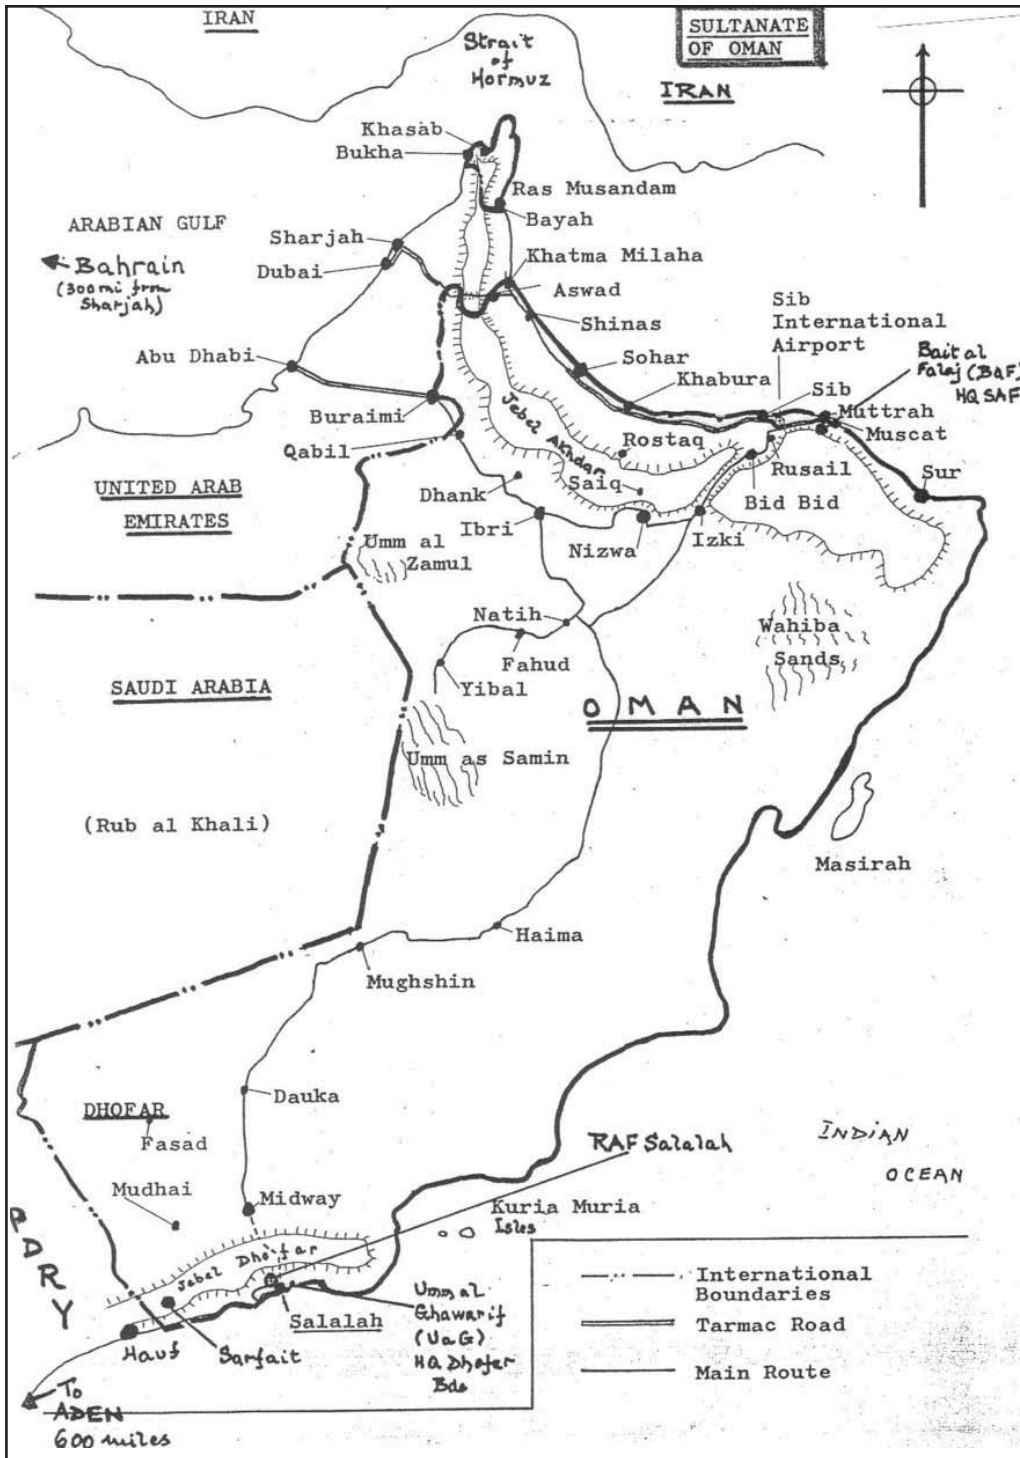 IRAN
SULTANATE
OF OMAN
Strait
of
Hormuz
IRAN
Khasab
Bukha
Ras Musandam
Bayah
ARABIAN GULF
Sharjah
Bahrain
(300 mi from
Sharjah)
Dubai
Khatma Milaha
Aswad
Shinas
Sib
International
Airport
Abu Dhabi
Sohar
Bait al
Falaj (BAF)
HQ SAF
Khabura
Sib
Buraimi
Muttrah
Muscat
Jebel Akhdar
Qabil
Rostaq
Rusail
Sur
UNITED ARAB
EMIRATES
Dhank
Saiq
Bid Bid
Ibri
Nizwa
Izki
Umm al
Zamul
Natih
Wahiba
Sands
Fahud
Yibal
SAUDI ARABIA
OMAN
Umm as Samin
(Rub al Khali)
Masirah
Haima
Mughshin
Dauka
DHOFAR
Fasad
RAF Salalah
INDIAN
OCEAN
Mudhai
Midway
Kuria Muria
Isles
PDRY
Jebel Dhofar
International
Boundaries
Umm al
Ghawarif
(UaG)
HQ Dhofar
Bde
Salalah
Tarmac Road
Hauf
Sarfait
Main Route
To
ADEN
600 miles